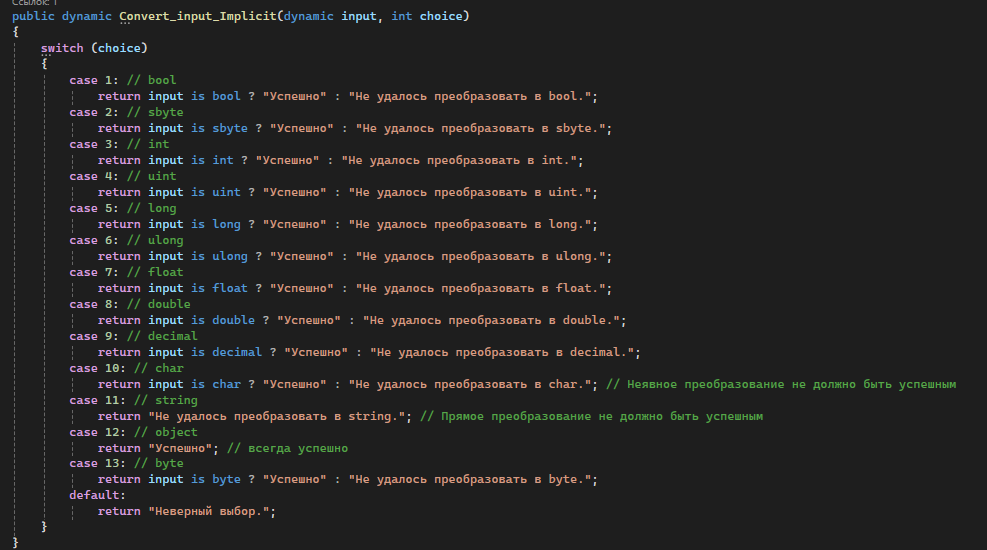 Ссылок: 1
public dynamic Convert_input_Implicit(dynamic input, int choice)
{
    switch (choice)
    {
        case 1: // bool
            return input is bool ? "Успешно" : "Не удалось преобразовать в bool.";
        case 2: // sbyte
            return input is sbyte ? "Успешно" : "Не удалось преобразовать в sbyte.";
        case 3: // int
            return input is int ? "Успешно" : "Не удалось преобразовать в int.";
        case 4: // uint
            return input is uint ? "Успешно" : "Не удалось преобразовать в uint.";
        case 5: // long
            return input is long ? "Успешно" : "Не удалось преобразовать в long.";
        case 6: // ulong
            return input is ulong ? "Успешно" : "Не удалось преобразовать в ulong.";
        case 7: // float
            return input is float ? "Успешно" : "Не удалось преобразовать в float.";
        case 8: // double
            return input is double ? "Успешно" : "Не удалось преобразовать в double.";
        case 9: // decimal
            return input is decimal ? "Успешно" : "Не удалось преобразовать в decimal.";
        case 10: // char
            return input is char ? "Успешно" : "Не удалось преобразовать в char."; // Неявное преобразование не должно быть успешным
        case 11: // string
            return "Не удалось преобразовать в string."; // Прямое преобразование не должно быть успешным
        case 12: // object
            return "Успешно"; // всегда успешно
        case 13: // byte
            return input is byte ? "Успешно" : "Не удалось преобразовать в byte.";
        default:
            return "Неверный выбор.";
    }
}